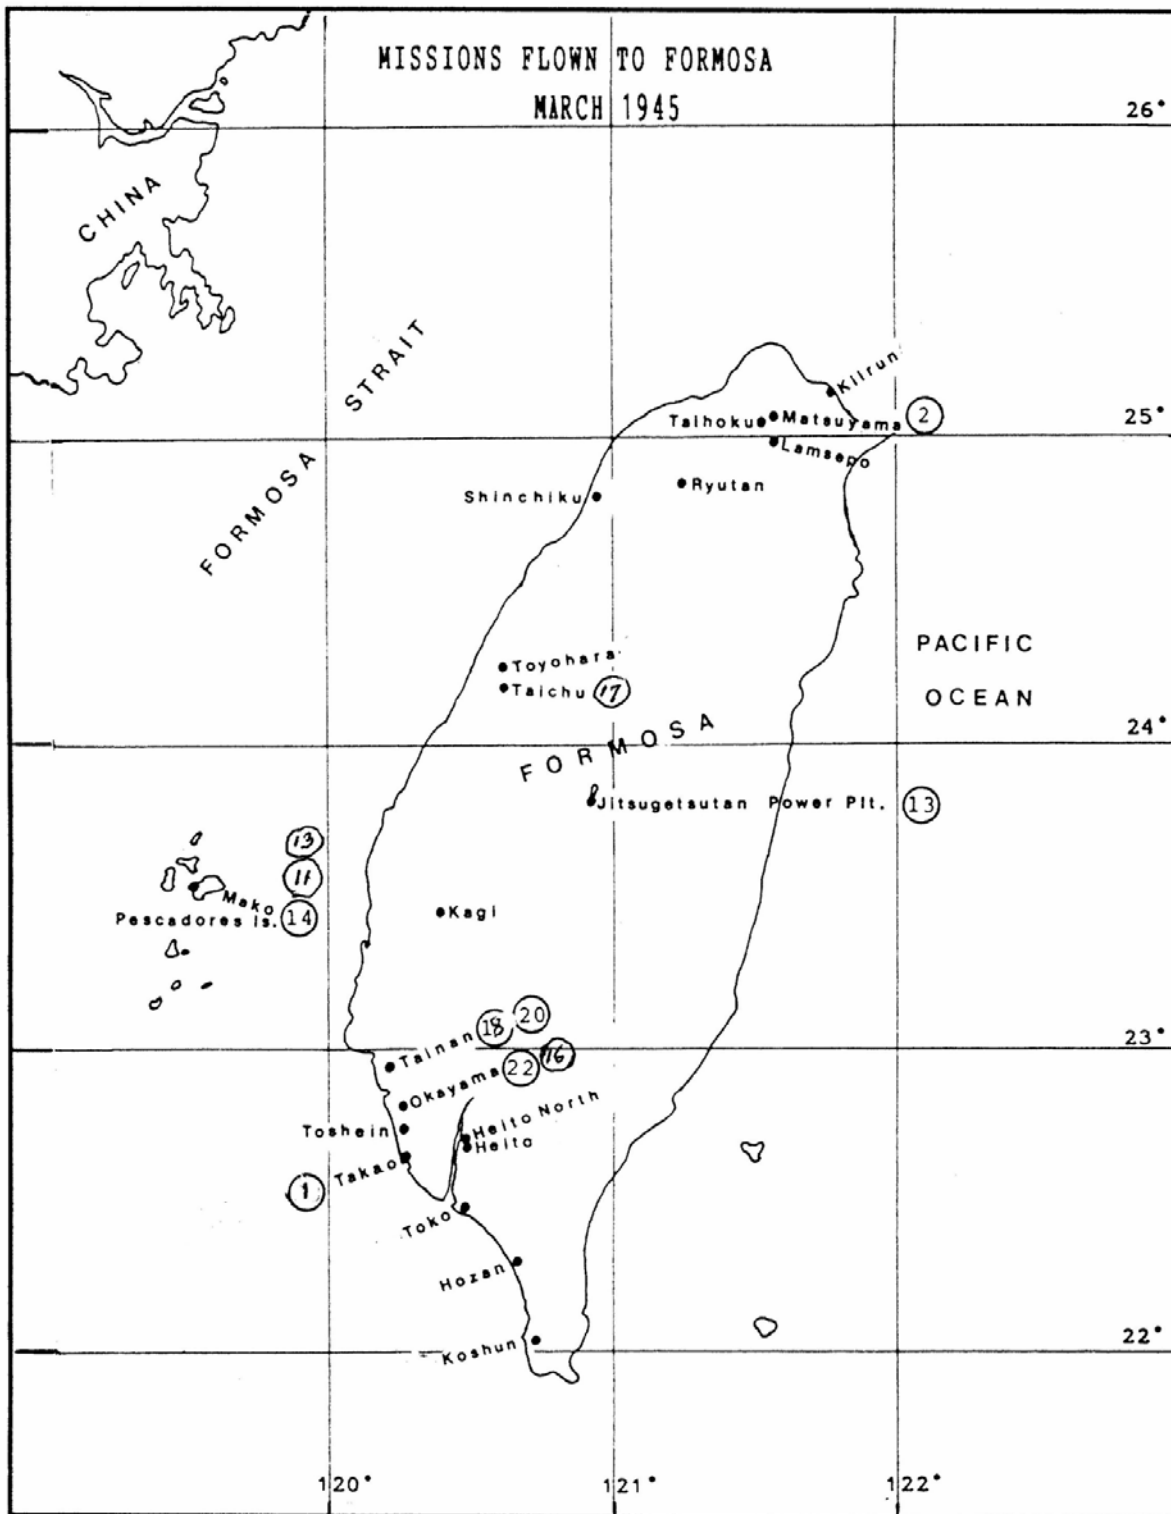 MISSIONS FLOWN TO FORMOSA
MARCH 1945
26°
CHINA
FORMOSA STRAIT
Kilrun
Taihoku
Matsuyama 2
25°
Lamsepo
Ryutan
Shinchiku
PACIFIC
OCEAN
Toyohara
Taichu 17
FORMOSA
24°
Jitsugetsutan Power Plt. 13
13
11
Mako
Pescadores Is. 14
Kagi
Tainan 18 20
23°
Okayama 22 16
Heito North
Toshein
Heito
Takao
1
Toko
Hozan
Koshun
22°
120°
121°
122°